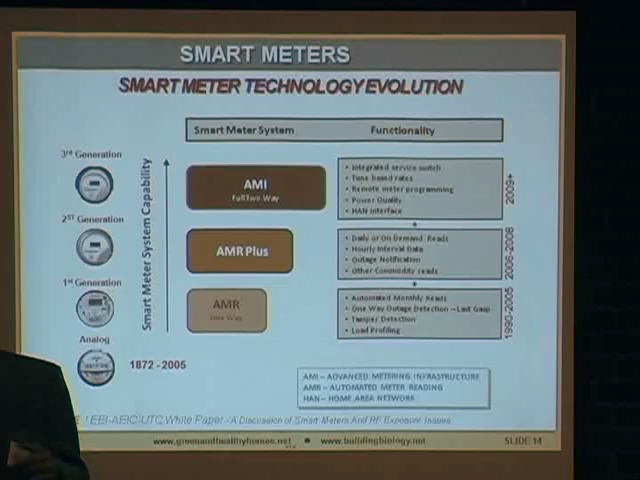 SMART METERS
SMART METER TECHNOLOGY EVOLUTION
Smart Meter System Functionality
3rd Generation
AMI
Full Two Way
• Integrated service switch
• Time based rates
• Remote meter programming
• Power Quality
• HAN Interface
2009+
2ST Generation
AMR Plus
• Daily or On Demand Reads
• Hourly Interval Data
• Outage Notification
• Other Commodity reads
2006-2008
1st Generation
AMR
One Way
• Automated Monthly Reads
• One Way Outage Detection – Last Gasp
• Tamper Detection
• Load Profiling
1990-2005
Smart Meter System Capability
Analog
1872 - 2005
AMI – ADVANCED METERING INFRASTRUCTURE
AMR – AUTOMATED METER READING
HAN – HOME AREA NETWORK
EEI-AEIC-UTC White Paper - A Discussion of Smart Meters And RF Exposure Issues
www.greenandhealthyhomes.net • www.buildingbiology.net SLIDE 14